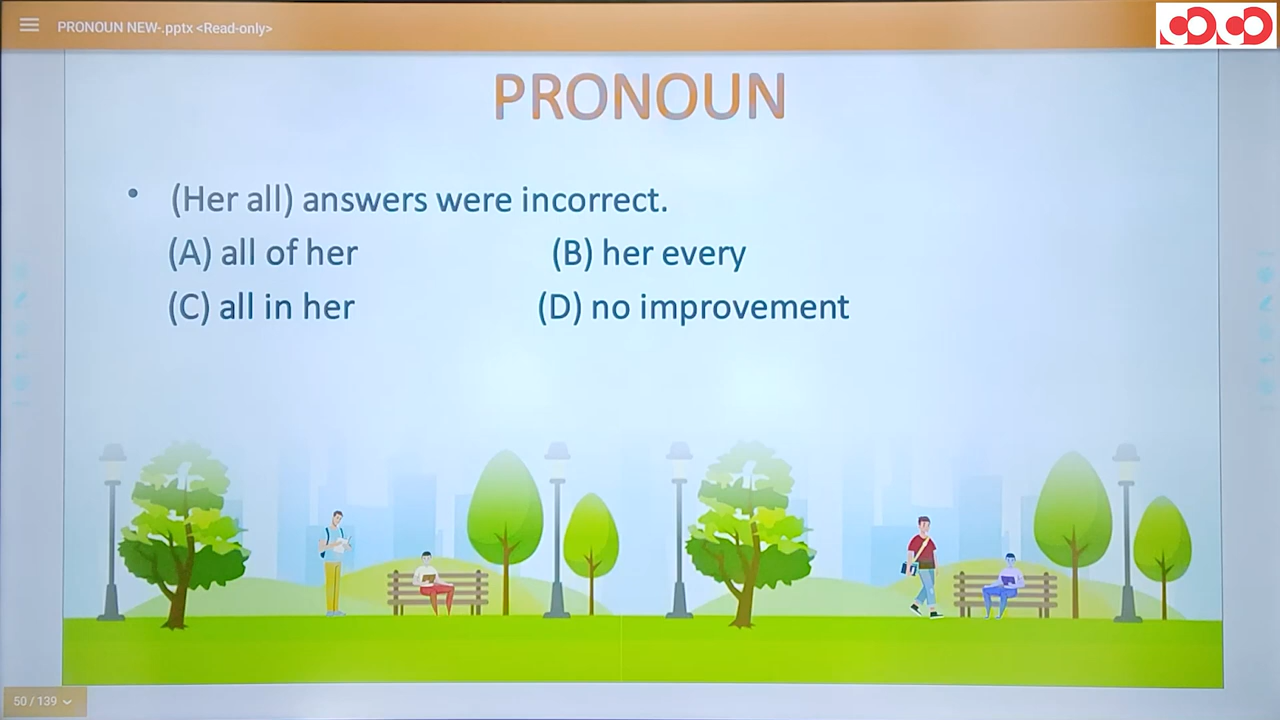 PRONOUN NEW-.pptx <Read-only>
PRONOUN
• (Her all) answers were incorrect.
(A) all of her (B) her every
(C) all in her (D) no improvement
50 / 139